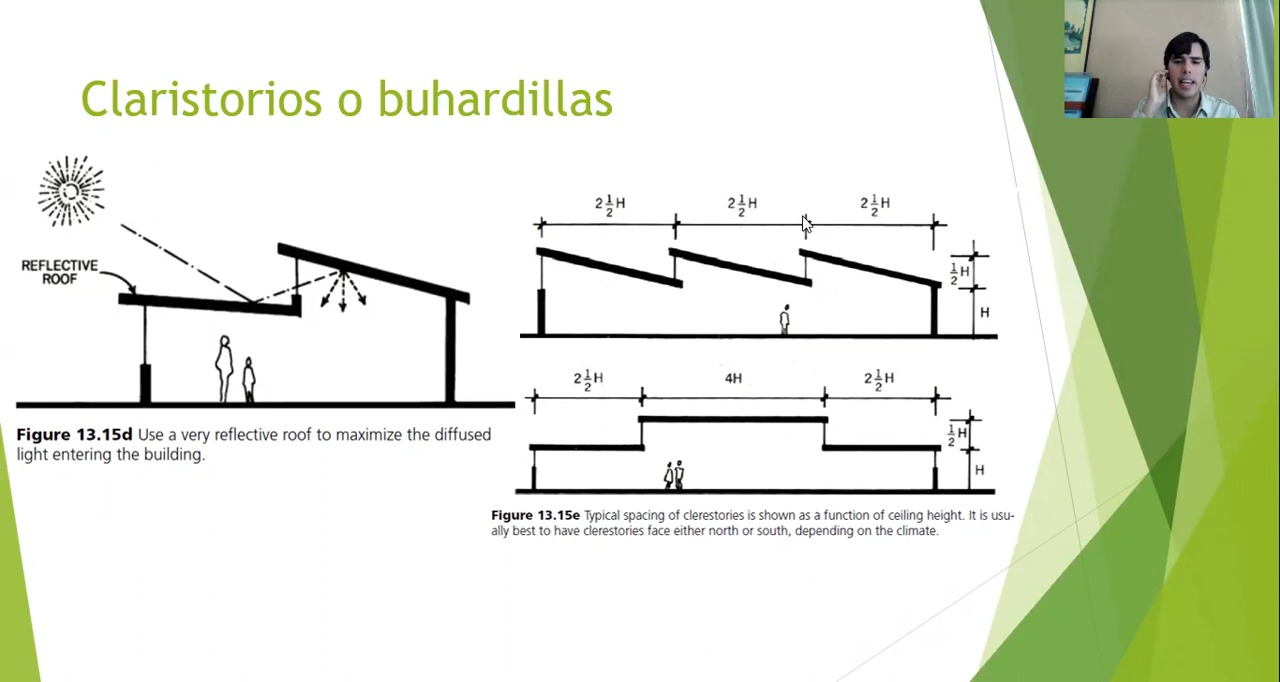 Claristorios o buhardillas
REFLECTIVE
ROOF
Figure 13.15d Use a very reflective roof to maximize the diffused
light entering the building.
2 1/2 H
2 1/2 H
2 1/2 H
1/2 H
H
2 1/2 H
4H
2 1/2 H
1/2 H
H
Figure 13.15e Typical spacing of clerestories is shown as a function of ceiling height. It is usu-
ally best to have clerestories face either north or south, depending on the climate.